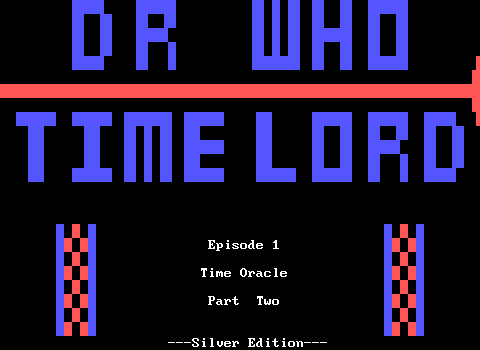 DR WHO
TIME LORD
Episode 1
Time Oracle
Part  Two
---Silver Edition---